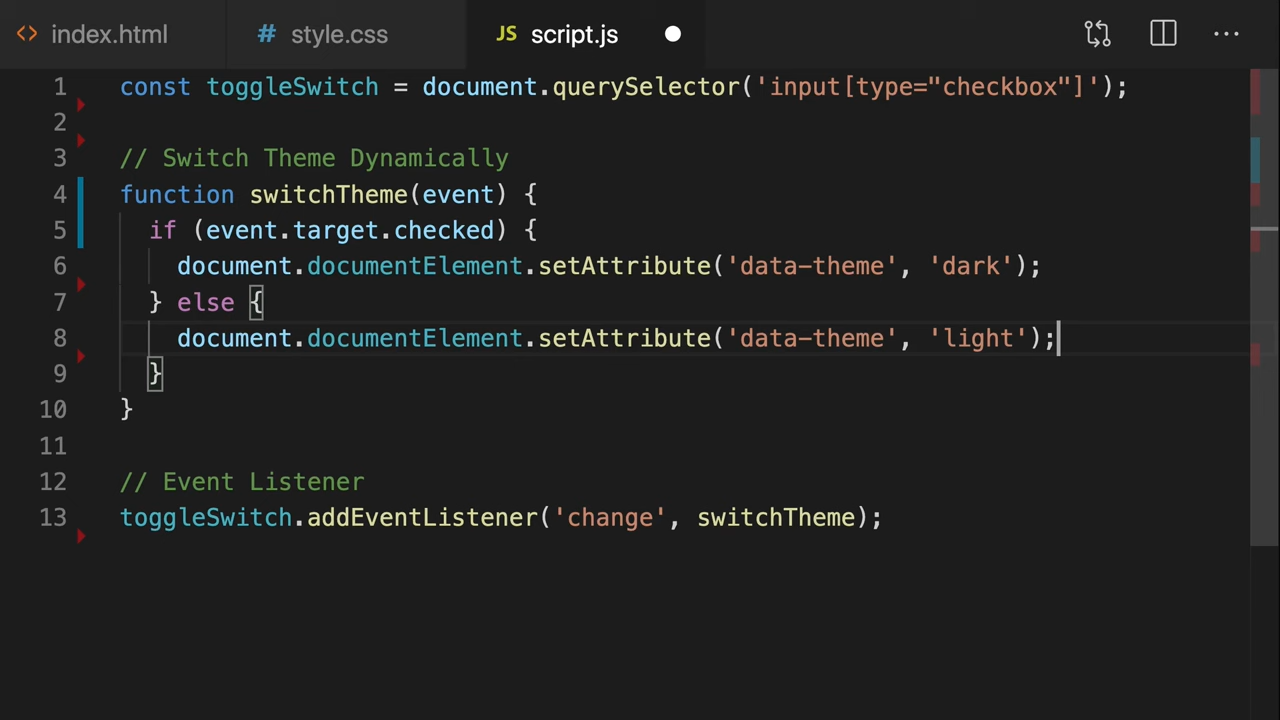 <> index.html # style.css JS script.js
1 const toggleSwitch = document.querySelector('input[type="checkbox"]');
2
3 // Switch Theme Dynamically
4 function switchTheme(event) {
5   if (event.target.checked) {
6     document.documentElement.setAttribute('data-theme', 'dark');
7   } else {
8     document.documentElement.setAttribute('data-theme', 'light');
9   }
10 }
11
12 // Event Listener
13 toggleSwitch.addEventListener('change', switchTheme);